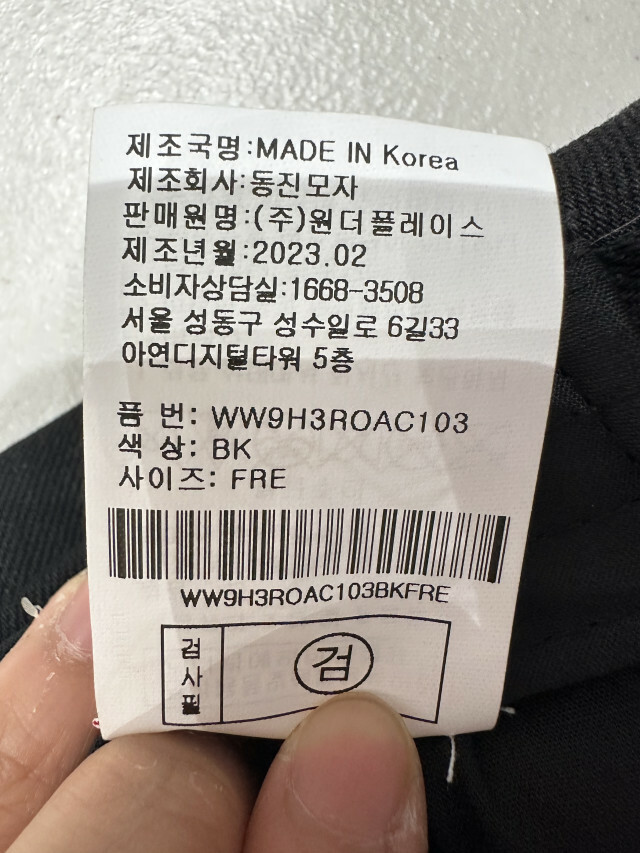 제조국명:MADE IN Korea
제조회사:동진모자
판매원명:(주)원더플레이스
제조년월:2023.02
소비자상담실:1668-3508
서울 성동구 성수일로 6길33
아연디지털타워 5층
품 번: WW9H3ROAC103
색 상: BK
사이즈: FRE
WW9H3ROAC103BKFRE
검사필
검